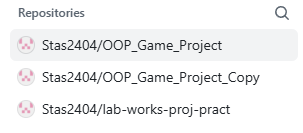 Repositories
Stas2404/OOP_Game_Project
Stas2404/OOP_Game_Project_Copy
Stas2404/lab-works-proj-pract